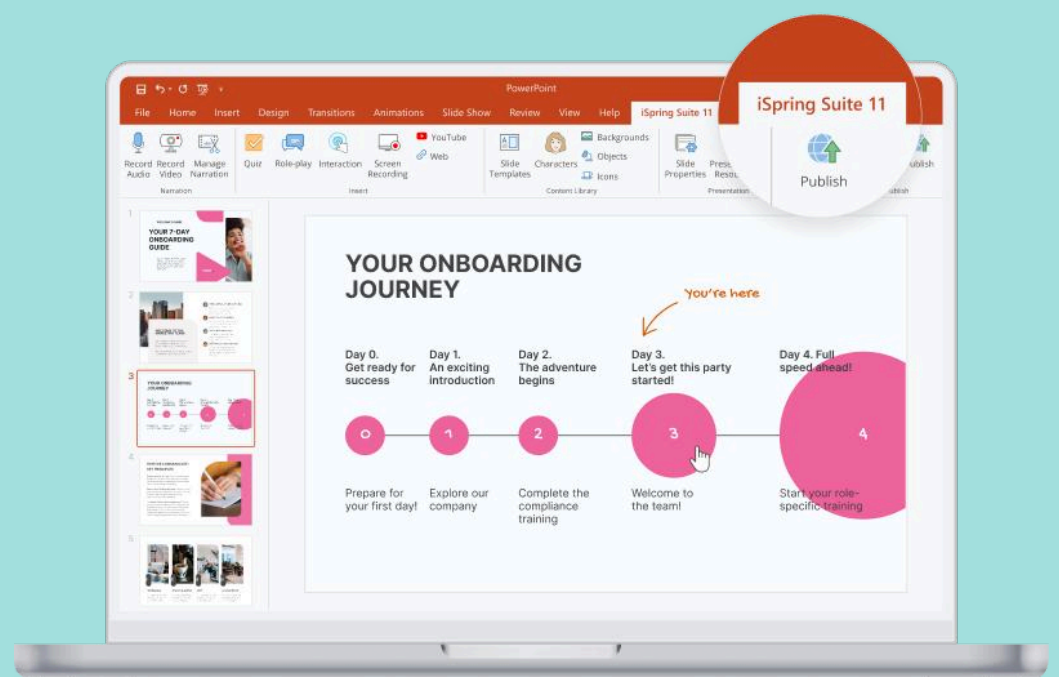 PowerPoint
File Home Insert Design Transitions Animations Slide Show Review View Help iSpring Suite 11
iSpring Suite 11
Publish
Record Audio
Record Video
Manage Narration
Narration
Quiz
Role-play
Interaction
Screen Recording
YouTube
Web
Insert
Slide Templates
Characters
Backgrounds
Objects
Icons
Content Library
Slide Properties
1
YOUR 7-DAY
ONBOARDING
GUIDE
2
3
YOUR ONBOARDING
JOURNEY
4
5
YOUR ONBOARDING
JOURNEY
You're here
Day 0.
Get ready for
success
Day 1.
An exciting
introduction
Day 2.
The adventure
begins
Day 3.
Let's get this party
started!
Day 4. Full
speed ahead!
0 1 2 3 4
Prepare for
your first day!
Explore our
company
Complete the
compliance
training
Welcome to
the team!
Start your role-
specific training